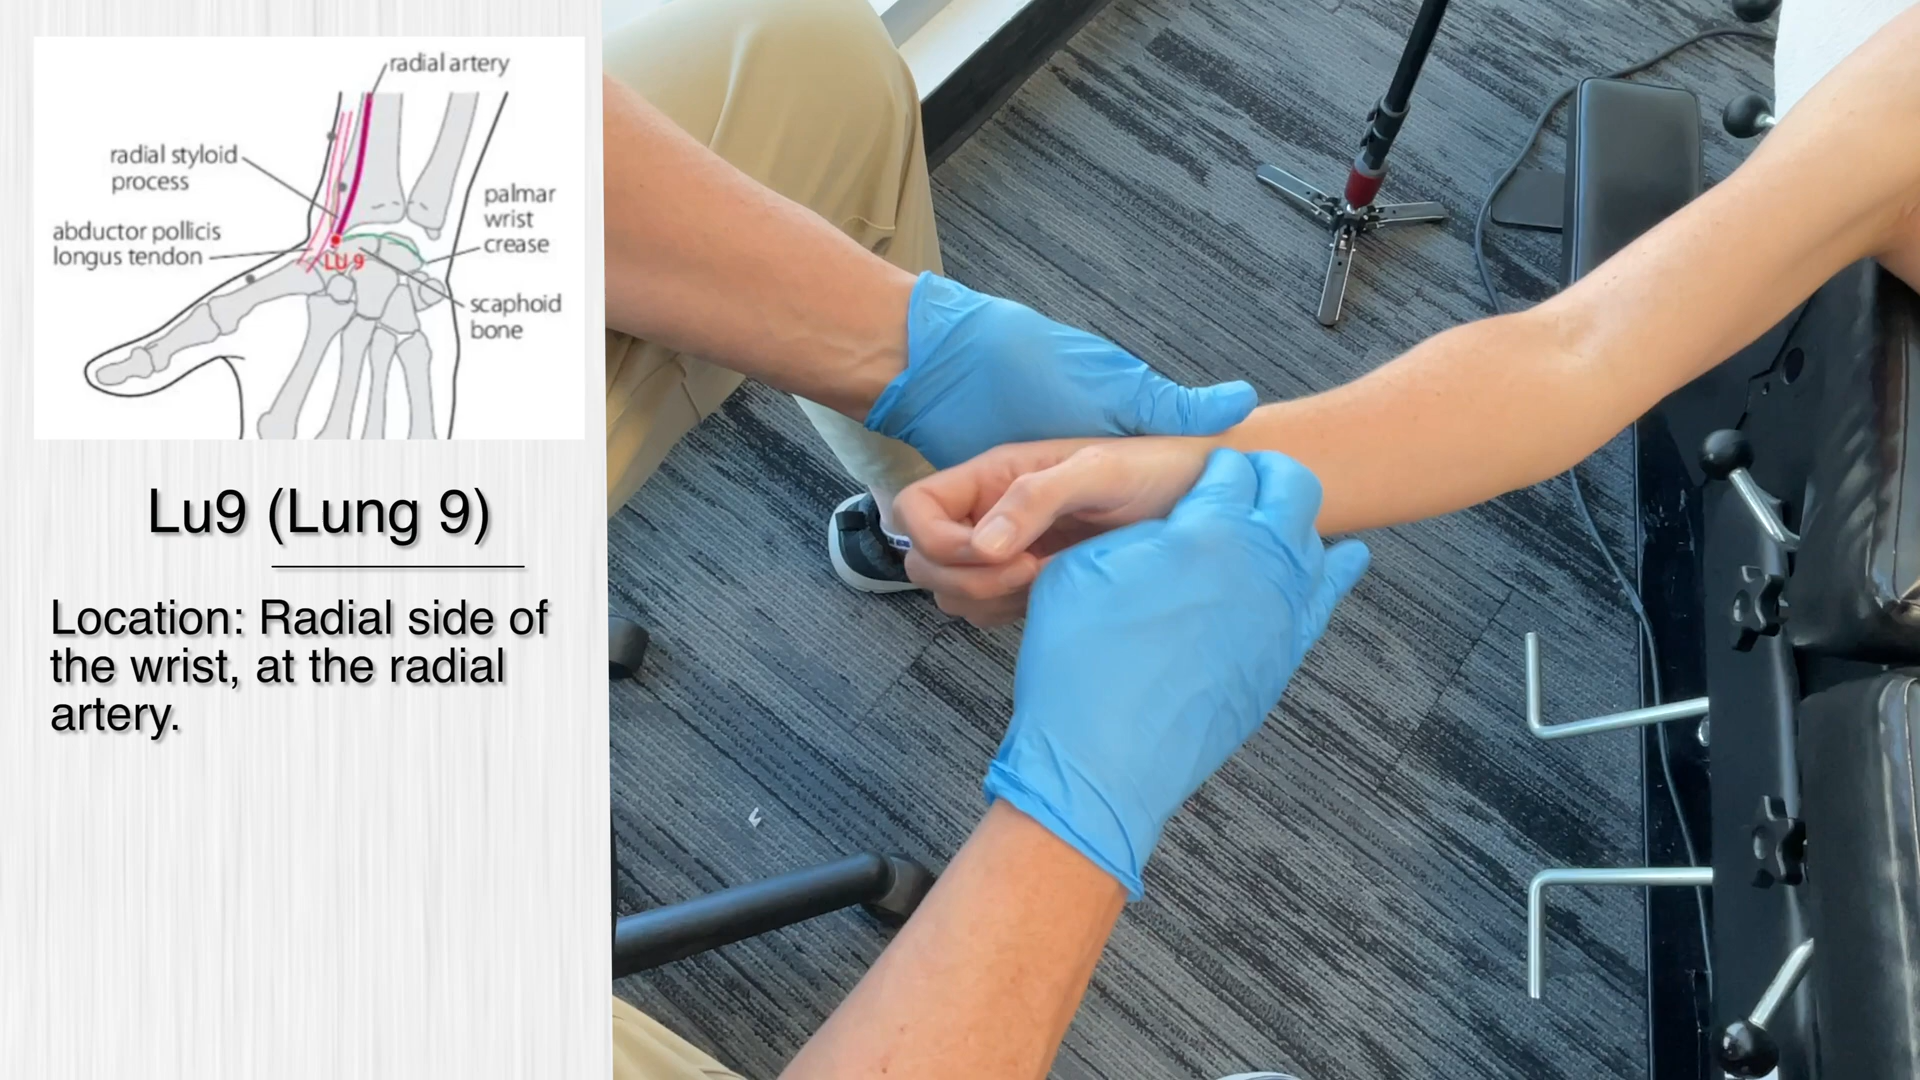 radial artery
radial styloid
process
palmar
wrist
crease
abductor pollicis
longus tendon
LU 9
scaphoid
bone
Lu9 (Lung 9)
Location: Radial side of
the wrist, at the radial
artery.